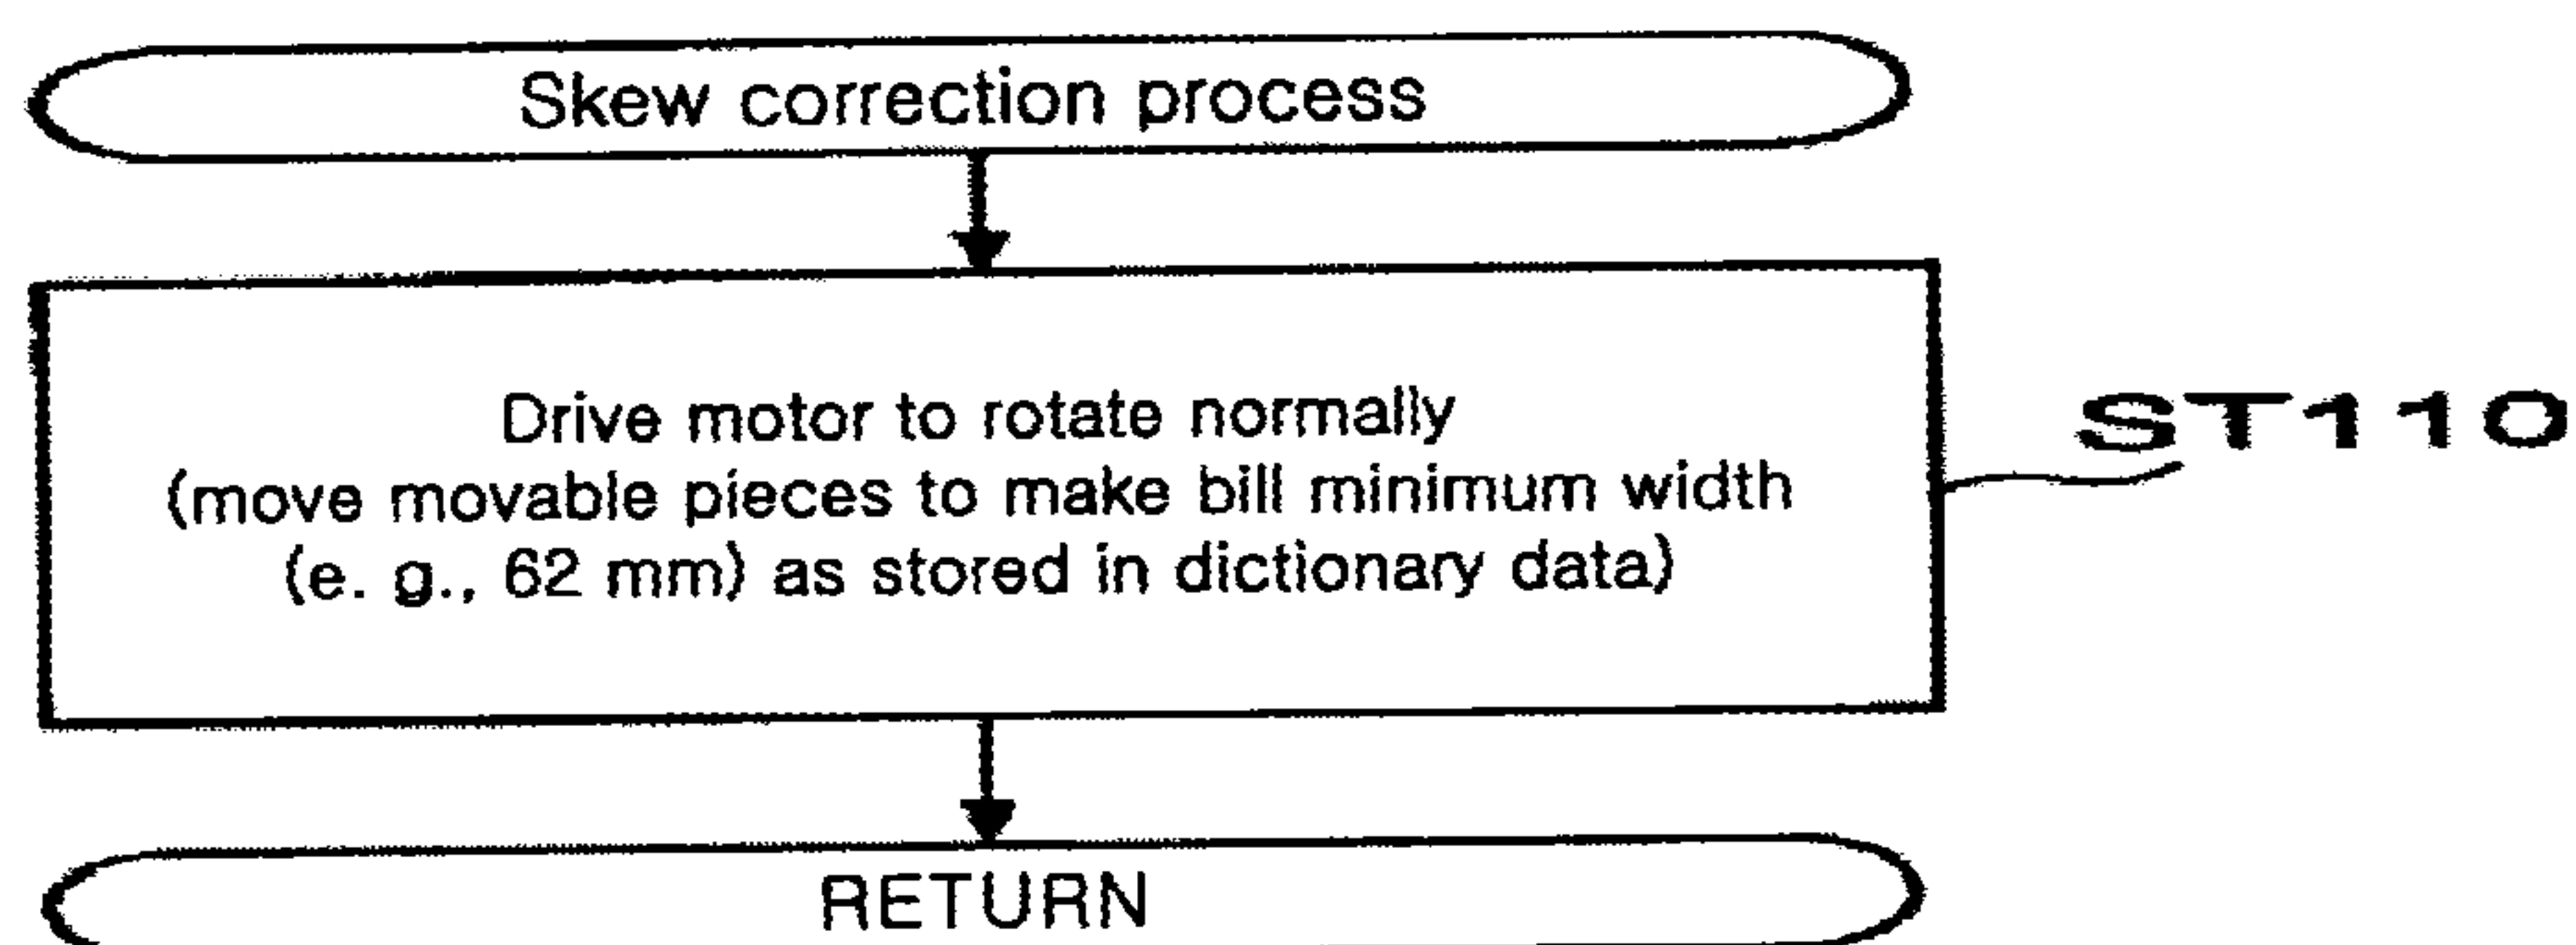 Skew correction process
Drive motor to rotate normally
(move movable pieces to make bill minimum width
(e. g., 62 mm) as stored in dictionary data)
ST110
RETURN